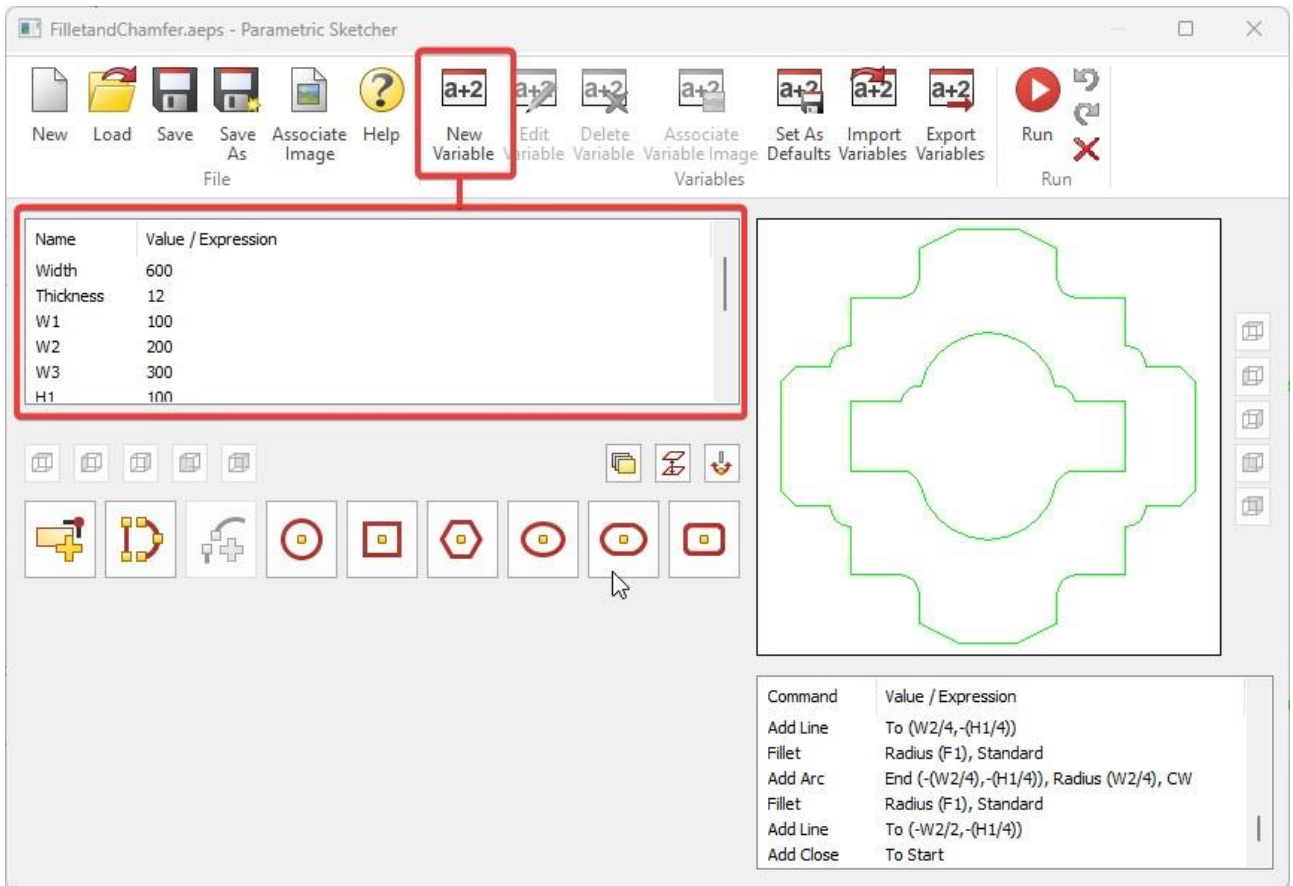 FilletandChamfer.aeps - Parametric Sketcher
a+2 a+2 a+2 a+2 a+2 a+2 a+2
New Load Save Save As Associate Image Help New Variable Edit Variable Delete Variable Associate Variable Image Set As Defaults Import Variables Export Variables Run
File Variables Run
Name Value / Expression
Width 600
Thickness 12
W1 100
W2 200
W3 300
H1 100
Command Value / Expression
Add Line To (W2/4,-(H1/4))
Fillet Radius (F1), Standard
Add Arc End (-(W2/4),-(H1/4)), Radius (W2/4), CW
Fillet Radius (F1), Standard
Add Line To (-W2/2,-(H1/4))
Add Close To Start